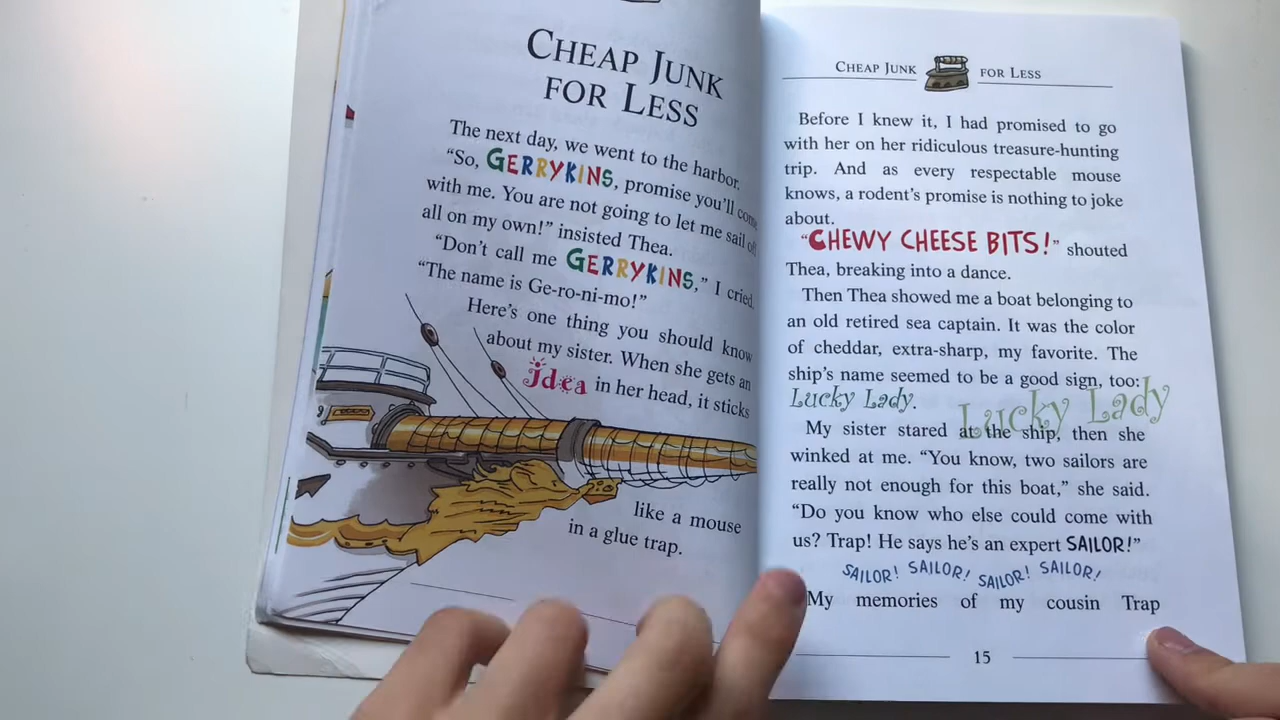 CHEAP JUNK
FOR LESS
The next day, we went to the harbor.
“So, GERRYKINS, promise you’ll come
with me. You are not going to let me sail off
all on my own!” insisted Thea.
“Don’t call me GERRYKINS,” I cried.
“The name is Ge-ro-ni-mo!”
Here’s one thing you should know
about my sister. When she gets an
idea in her head, it sticks
like a mouse
in a glue trap.
CHEAP JUNK FOR LESS
Before I knew it, I had promised to go
with her on her ridiculous treasure-hunting
trip. And as every respectable mouse
knows, a rodent’s promise is nothing to joke
about.
“CHEWY CHEESE BITS!” shouted
Thea, breaking into a dance.
Then Thea showed me a boat belonging to
an old retired sea captain. It was the color
of cheddar, extra-sharp, my favorite. The
ship’s name seemed to be a good sign, too:
Lucky Lady. Lucky Lady
My sister stared at the ship, then she
winked at me. “You know, two sailors are
really not enough for this boat,” she said.
“Do you know who else could come with
us? Trap! He says he’s an expert SAILOR!”
SAILOR! SAILOR! SAILOR! SAILOR!
My memories of my cousin Trap
15